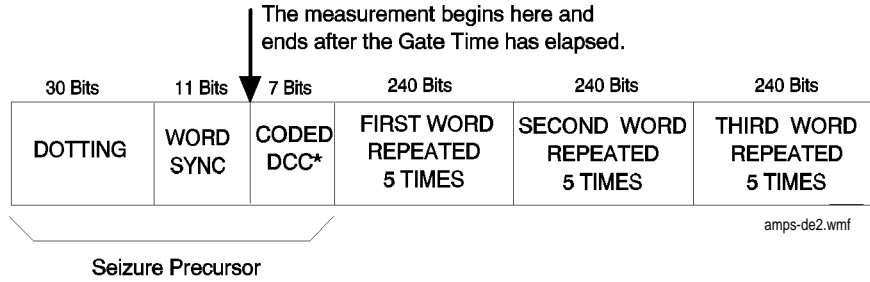 The measurement begins here and
ends after the Gate Time has elapsed.
30 Bits 11 Bits 7 Bits 240 Bits 240 Bits 240 Bits
DOTTING
WORD
SYNC
CODED
DCC*
FIRST WORD
REPEATED
5 TIMES
SECOND WORD
REPEATED
5 TIMES
THIRD WORD
REPEATED
5 TIMES
amps-de2.wmf
Seizure Precursor